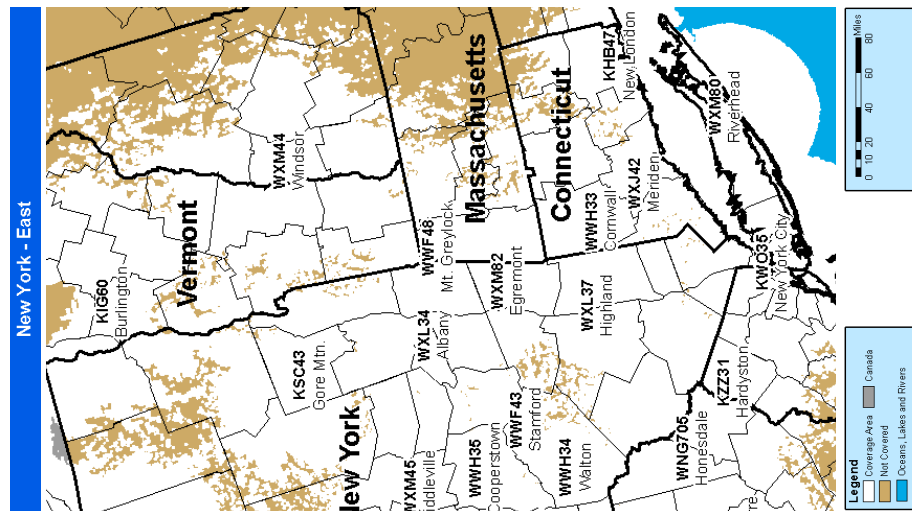 New York - East
KIG60
Burlington
Vermont
WXM44
Windsor
KSC43
Gore Mtn.
New York
WXM45
iddleville
WXL34
Albany
WWF48
Mt. Greylock
Massachusetts
WWH35
Cooperstown
WWF43
Stamford
WXM82
Egremont
WWH34
Walton
WXL37
Highland
Connecticut
WWH33
Cornwall
WXJ42
Meriden
KHB47
New London
WXM80
Riverhead
WNG705
Honesdale
KZZ31
Hardyston
KWO35
New York City
re
Legend
Coverage Area
Canada
Not Covered
Oceans, Lakes and Rivers
0 10 20 40 60 80
Miles